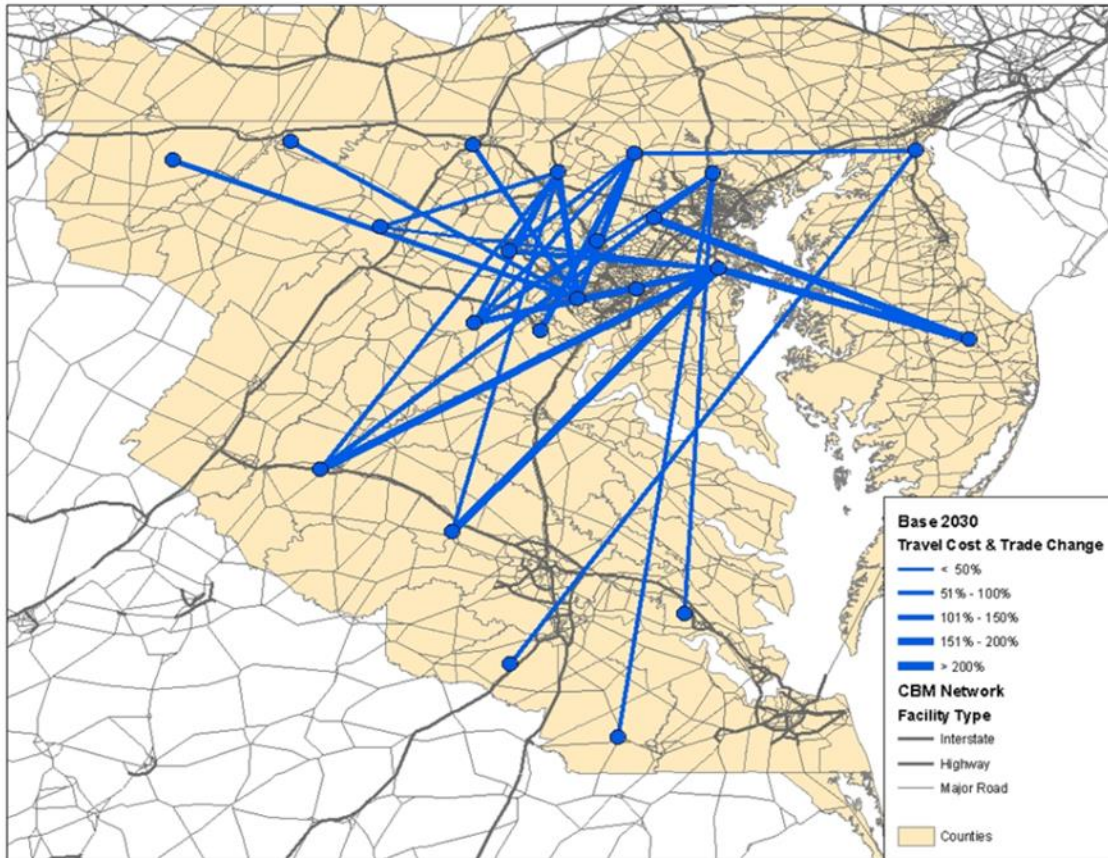 Base 2030
Travel Cost & Trade Change
< 50%
51% - 100%
101% - 150%
151% - 200%
> 200%
CBM Network
Facility Type
Interstate
Highway
Major Road
Counties